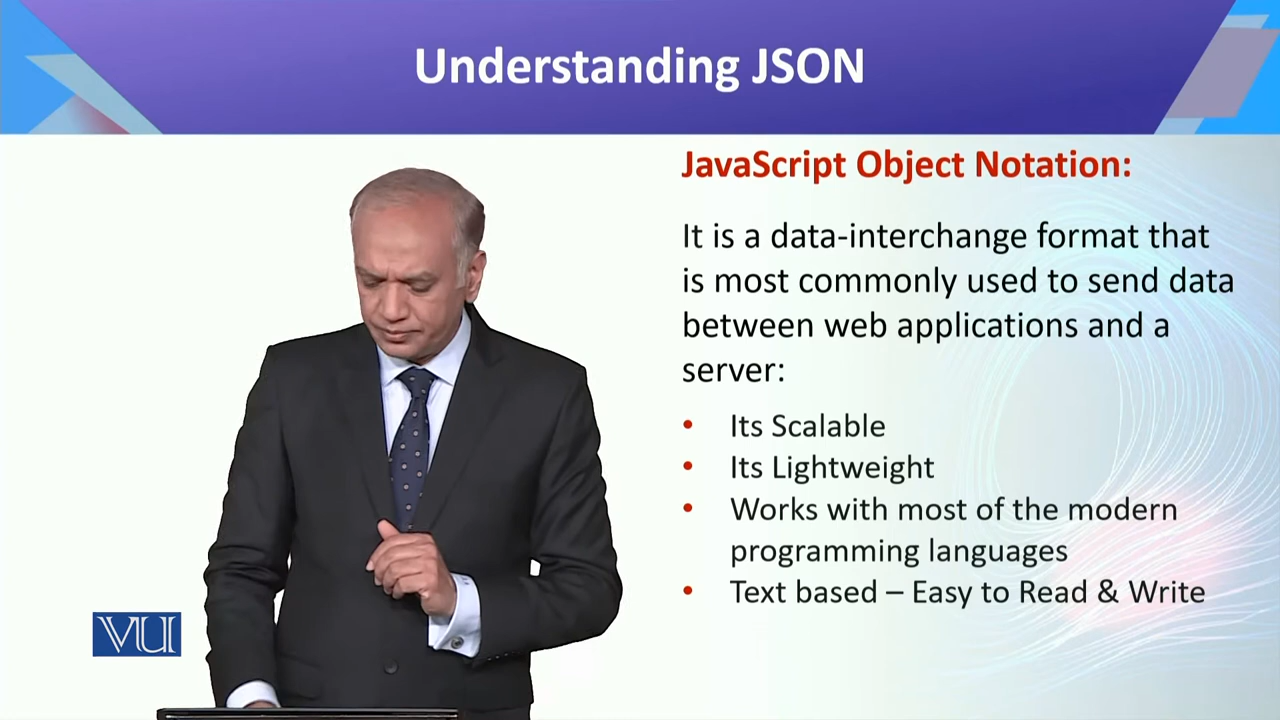 Understanding JSON
JavaScript Object Notation:
It is a data-interchange format that
is most commonly used to send data
between web applications and a
server:
• Its Scalable
• Its Lightweight
• Works with most of the modern
programming languages
• Text based – Easy to Read & Write
VU